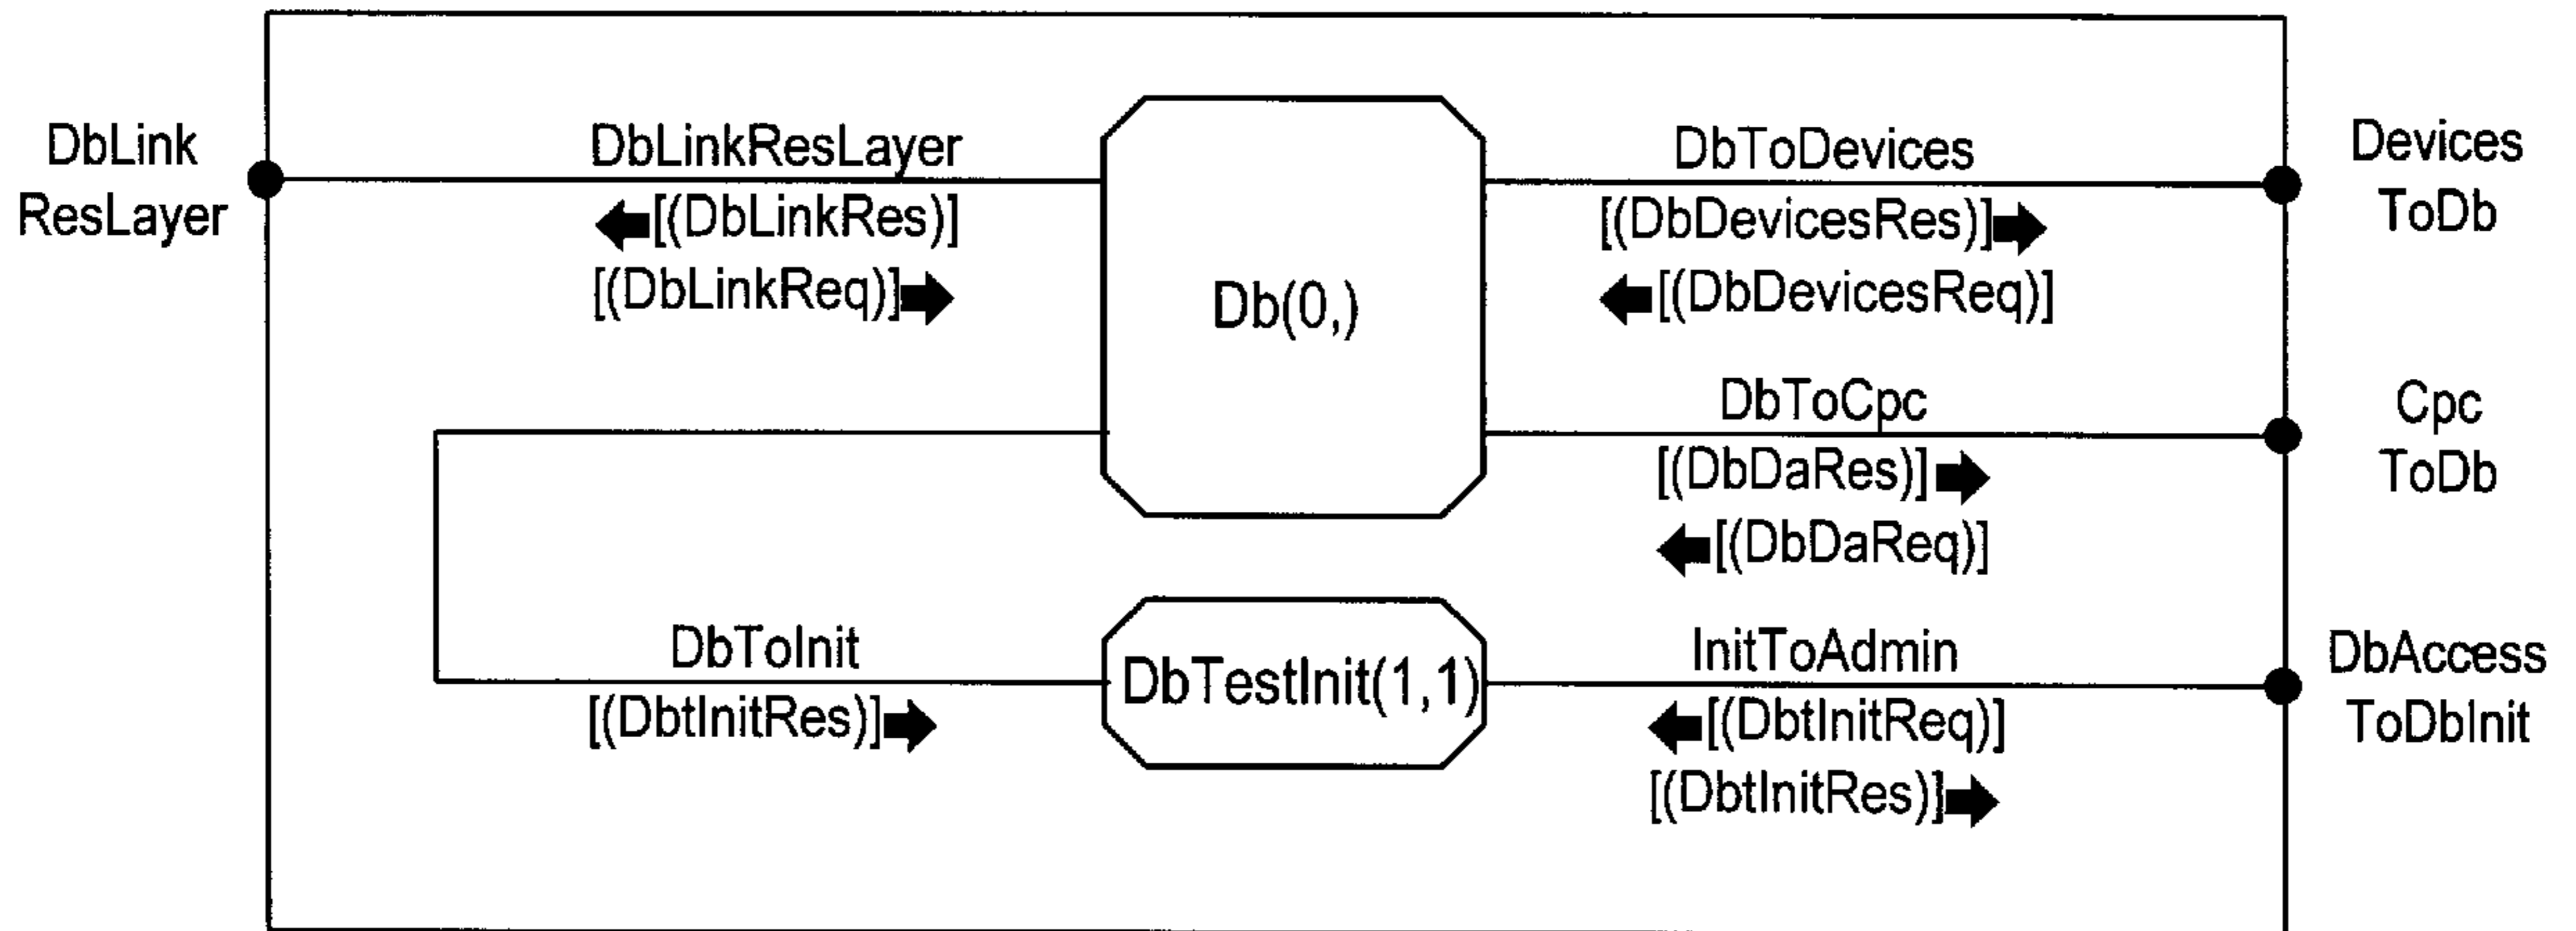 DbLink
ResLayer
DbLinkResLayer
[(DbLinkRes)]
[(DbLinkReq)]
Db(0,)
DbToDevices
[(DbDevicesRes)]
[(DbDevicesReq)]
Devices
ToDb
DbToCpc
[(DbDaRes)]
[(DbDaReq)]
Cpc
ToDb
DbToInit
[(DbtInitRes)]
DbTestInit(1,1)
InitToAdmin
[(DbtInitReq)]
[(DbtInitRes)]
DbAccess
ToDbInit